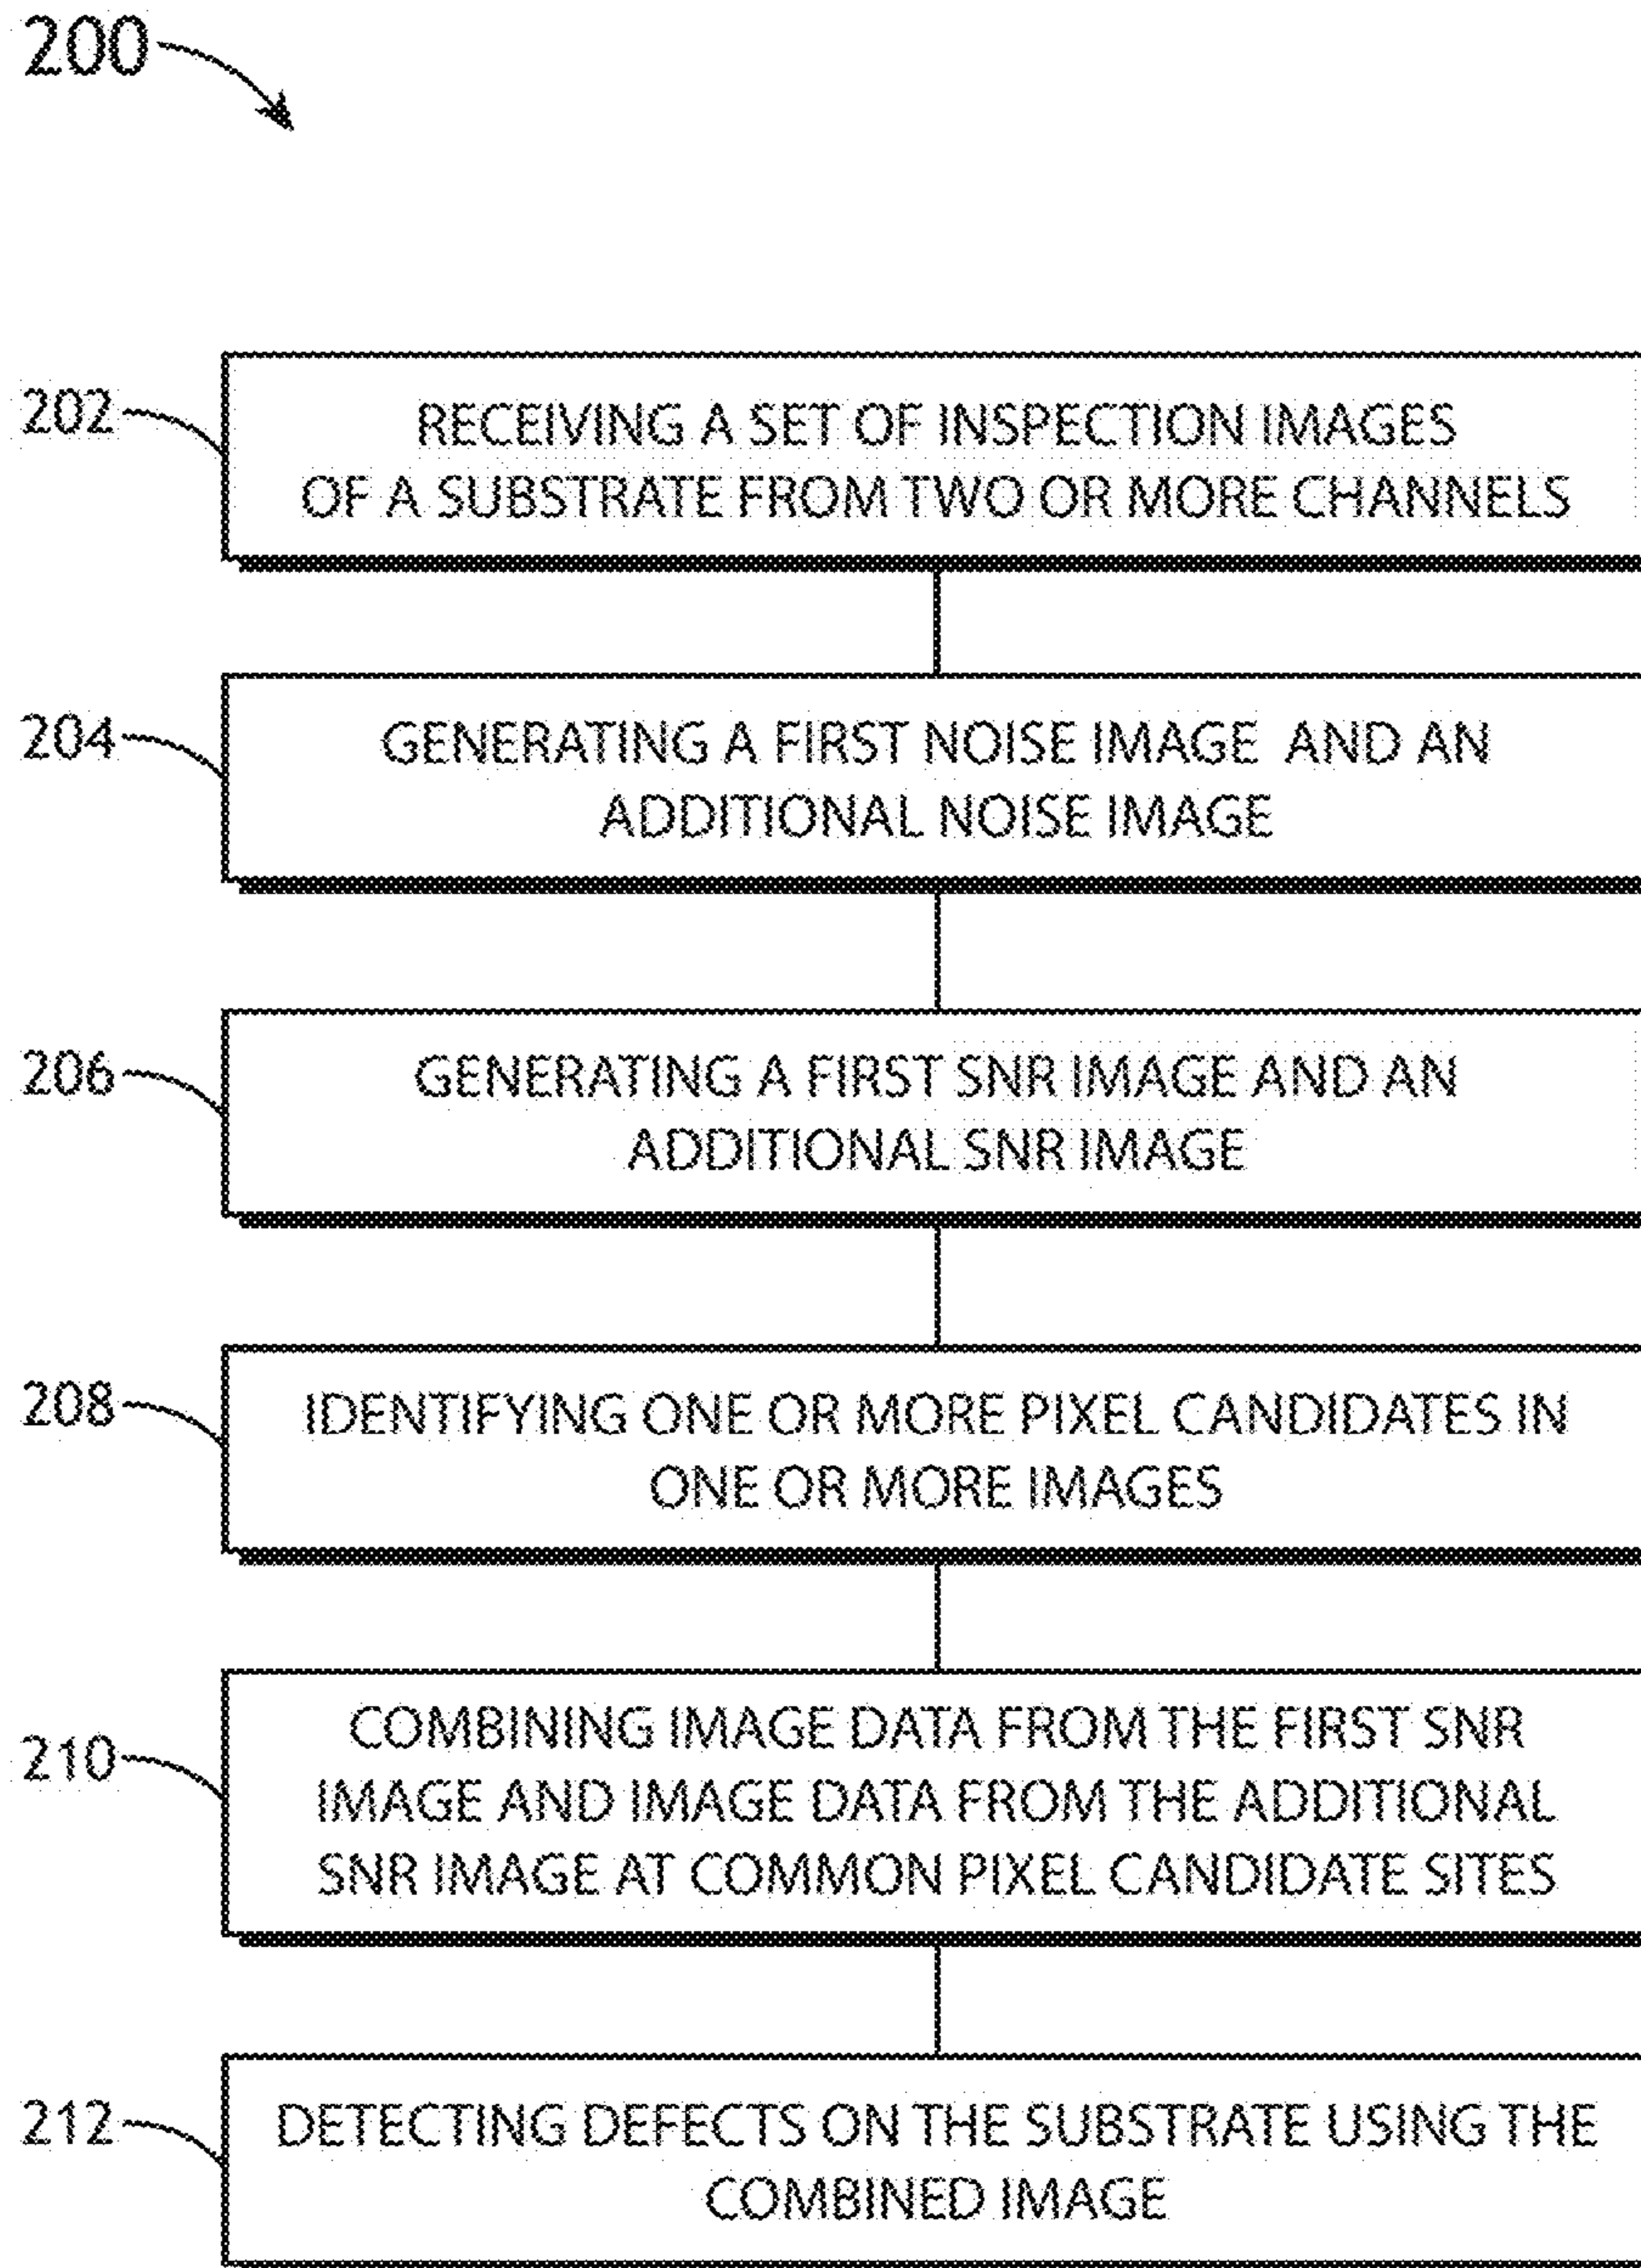 200
202
RECEIVING A SET OF INSPECTION IMAGES
OF A SUBSTRATE FROM TWO OR MORE CHANNELS
204
GENERATING A FIRST NOISE IMAGE AND AN
ADDITIONAL NOISE IMAGE
206
GENERATING A FIRST SNR IMAGE AND AN
ADDITIONAL SNR IMAGE
208
IDENTIFYING ONE OR MORE PIXEL CANDIDATES IN
ONE OR MORE IMAGES
210
COMBINING IMAGE DATA FROM THE FIRST SNR
IMAGE AND IMAGE DATA FROM THE ADDITIONAL
SNR IMAGE AT COMMON PIXEL CANDIDATE SITES
212
DETECTING DEFECTS ON THE SUBSTRATE USING THE
COMBINED IMAGE